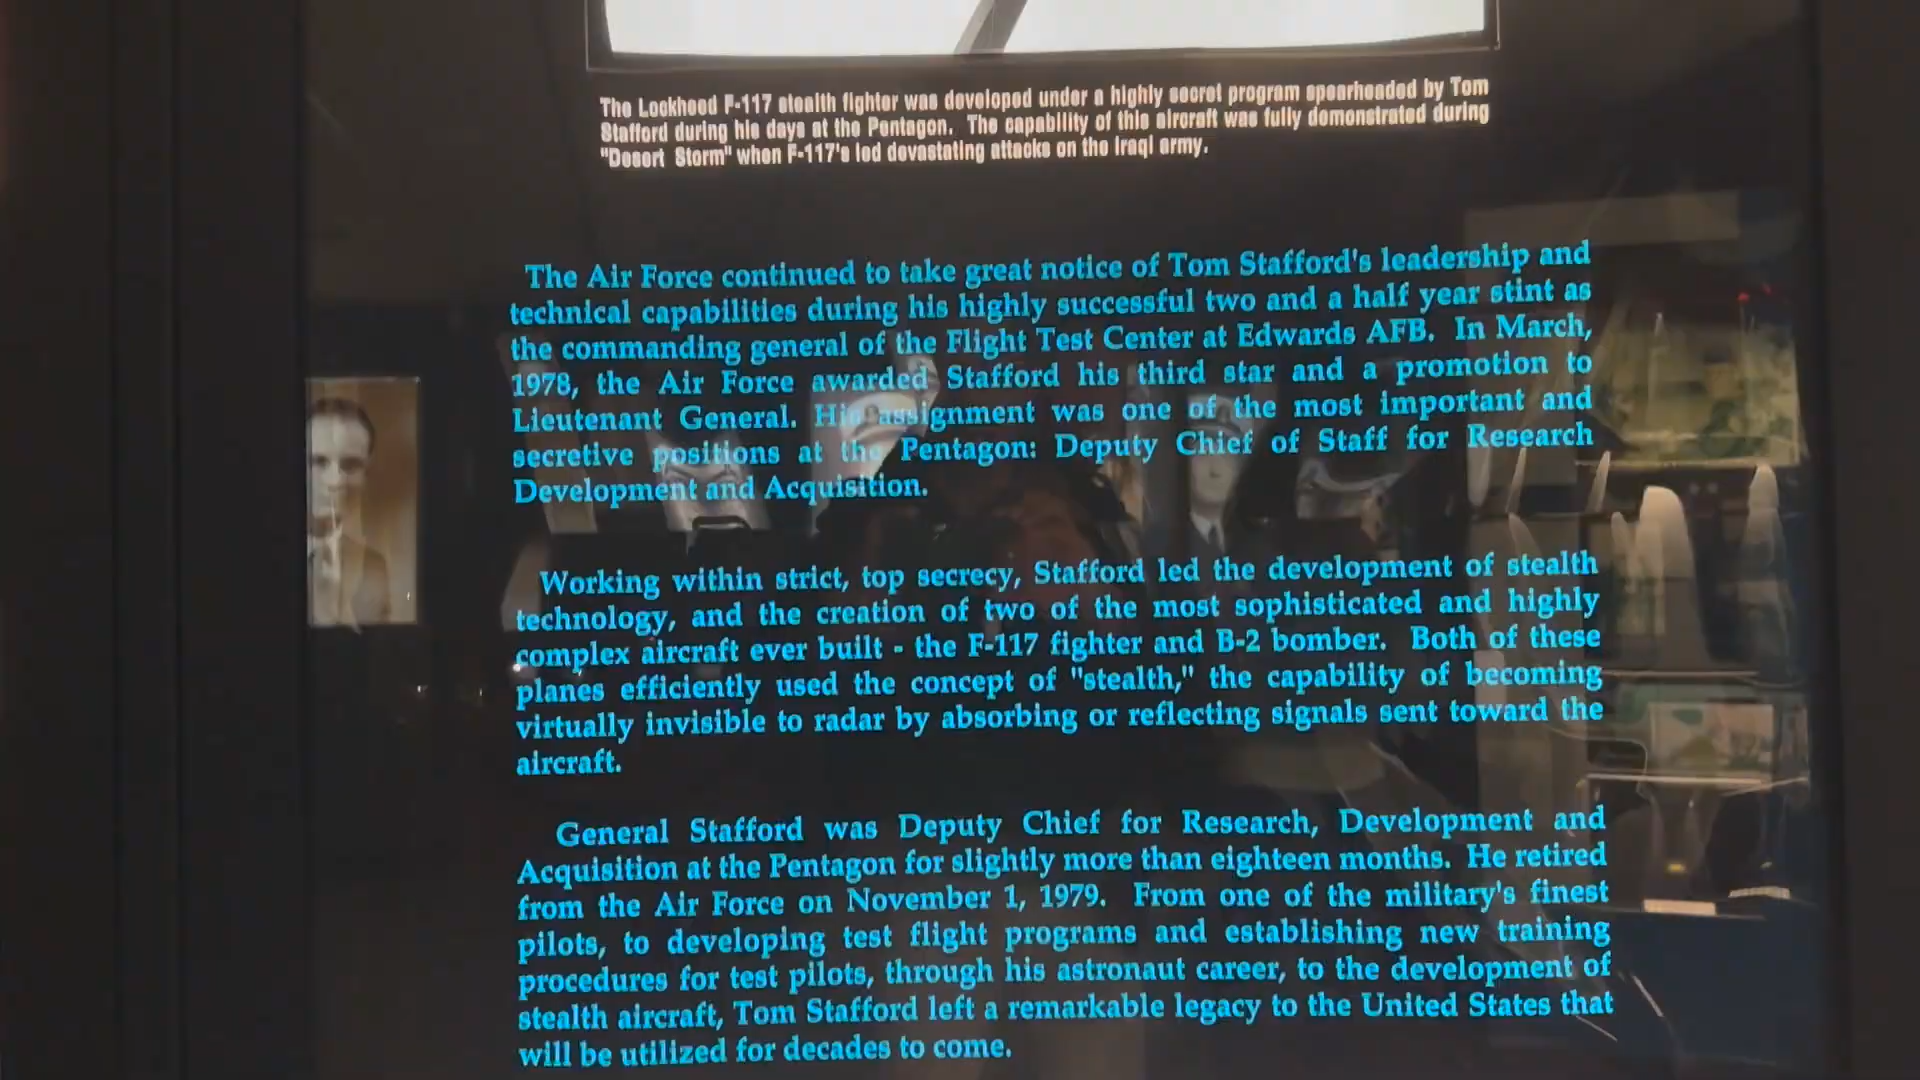 The Lockheed F-117 stealth fighter was developed under a highly secret program spearheaded by Tom
Stafford during his days at the Pentagon. The capability of this aircraft was fully demonstrated during
"Desert Storm" when F-117's led devastating attacks on the Iraqi army.
The Air Force continued to take great notice of Tom Stafford's leadership and
technical capabilities during his highly successful two and a half year stint as
the commanding general of the Flight Test Center at Edwards AFB. In March,
1978, the Air Force awarded Stafford his third star and a promotion to
Lieutenant General. His assignment was one of the most important and
secretive positions at the Pentagon: Deputy Chief of Staff for Research
Development and Acquisition.
Working within strict, top secrecy, Stafford led the development of stealth
technology, and the creation of two of the most sophisticated and highly
complex aircraft ever built - the F-117 fighter and B-2 bomber. Both of these
planes efficiently used the concept of "stealth," the capability of becoming
virtually invisible to radar by absorbing or reflecting signals sent toward the
aircraft.
General Stafford was Deputy Chief for Research, Development and
Acquisition at the Pentagon for slightly more than eighteen months. He retired
from the Air Force on November 1, 1979. From one of the military's finest
pilots, to developing test flight programs and establishing new training
procedures for test pilots, through his astronaut career, to the development of
stealth aircraft, Tom Stafford left a remarkable legacy to the United States that
will be utilized for decades to come.